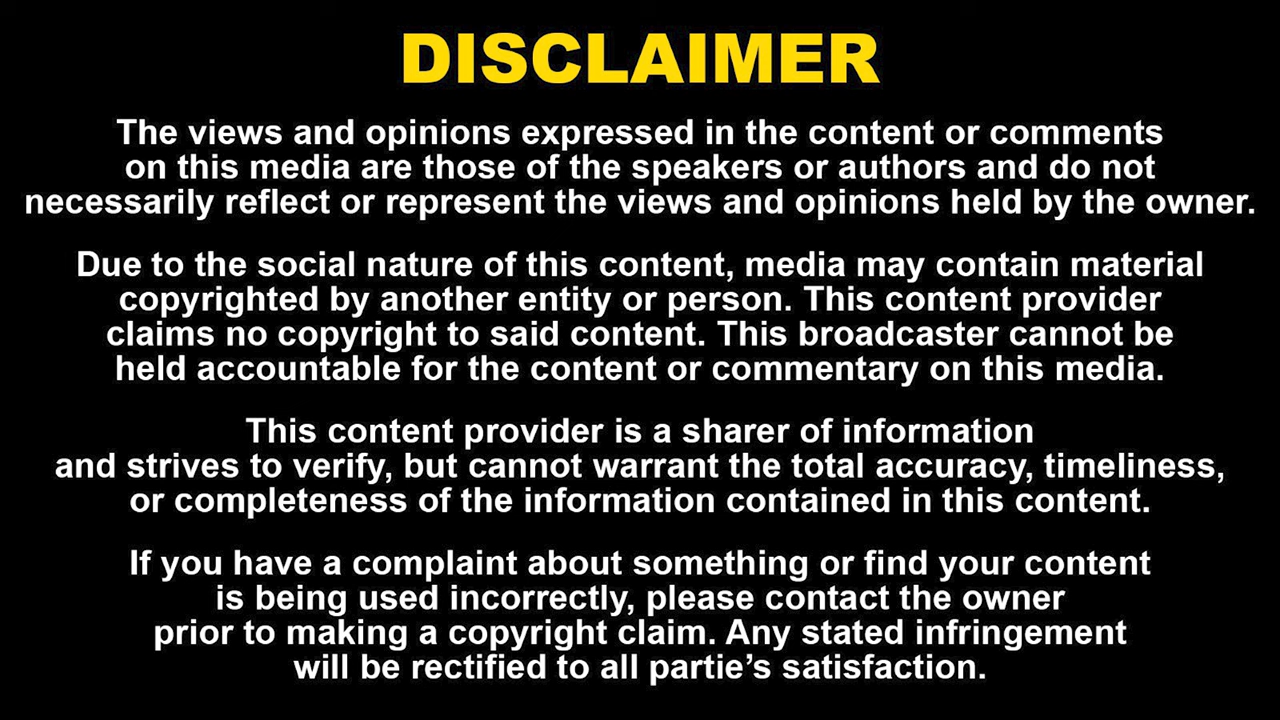 DISCLAIMER
The views and opinions expressed in the content or comments
on this media are those of the speakers or authors and do not
necessarily reflect or represent the views and opinions held by the owner.
Due to the social nature of this content, media may contain material
copyrighted by another entity or person. This content provider
claims no copyright to said content. This broadcaster cannot be
held accountable for the content or commentary on this media.
This content provider is a sharer of information
and strives to verify, but cannot warrant the total accuracy, timeliness,
or completeness of the information contained in this content.
If you have a complaint about something or find your content
is being used incorrectly, please contact the owner
prior to making a copyright claim. Any stated infringement
will be rectified to all partie’s satisfaction.